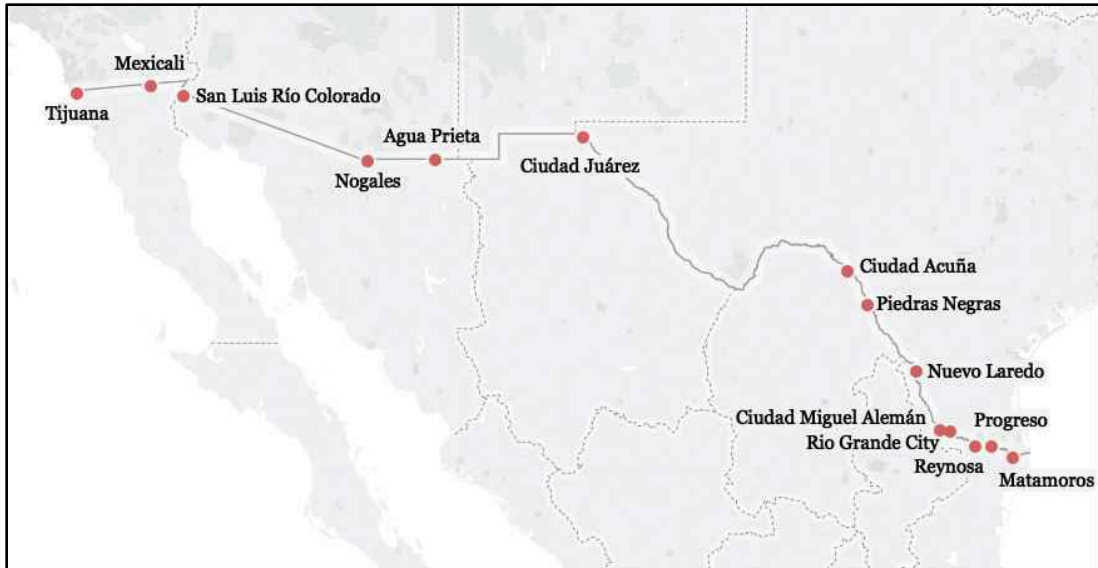 Mexicali
Tijuana
San Luis Río Colorado
Agua Prieta
Nogales
Ciudad Juárez
Ciudad Acuña
Piedras Negras
Nuevo Laredo
Ciudad Miguel Alemán
Progreso
Rio Grande City
Reynosa
Matamoros